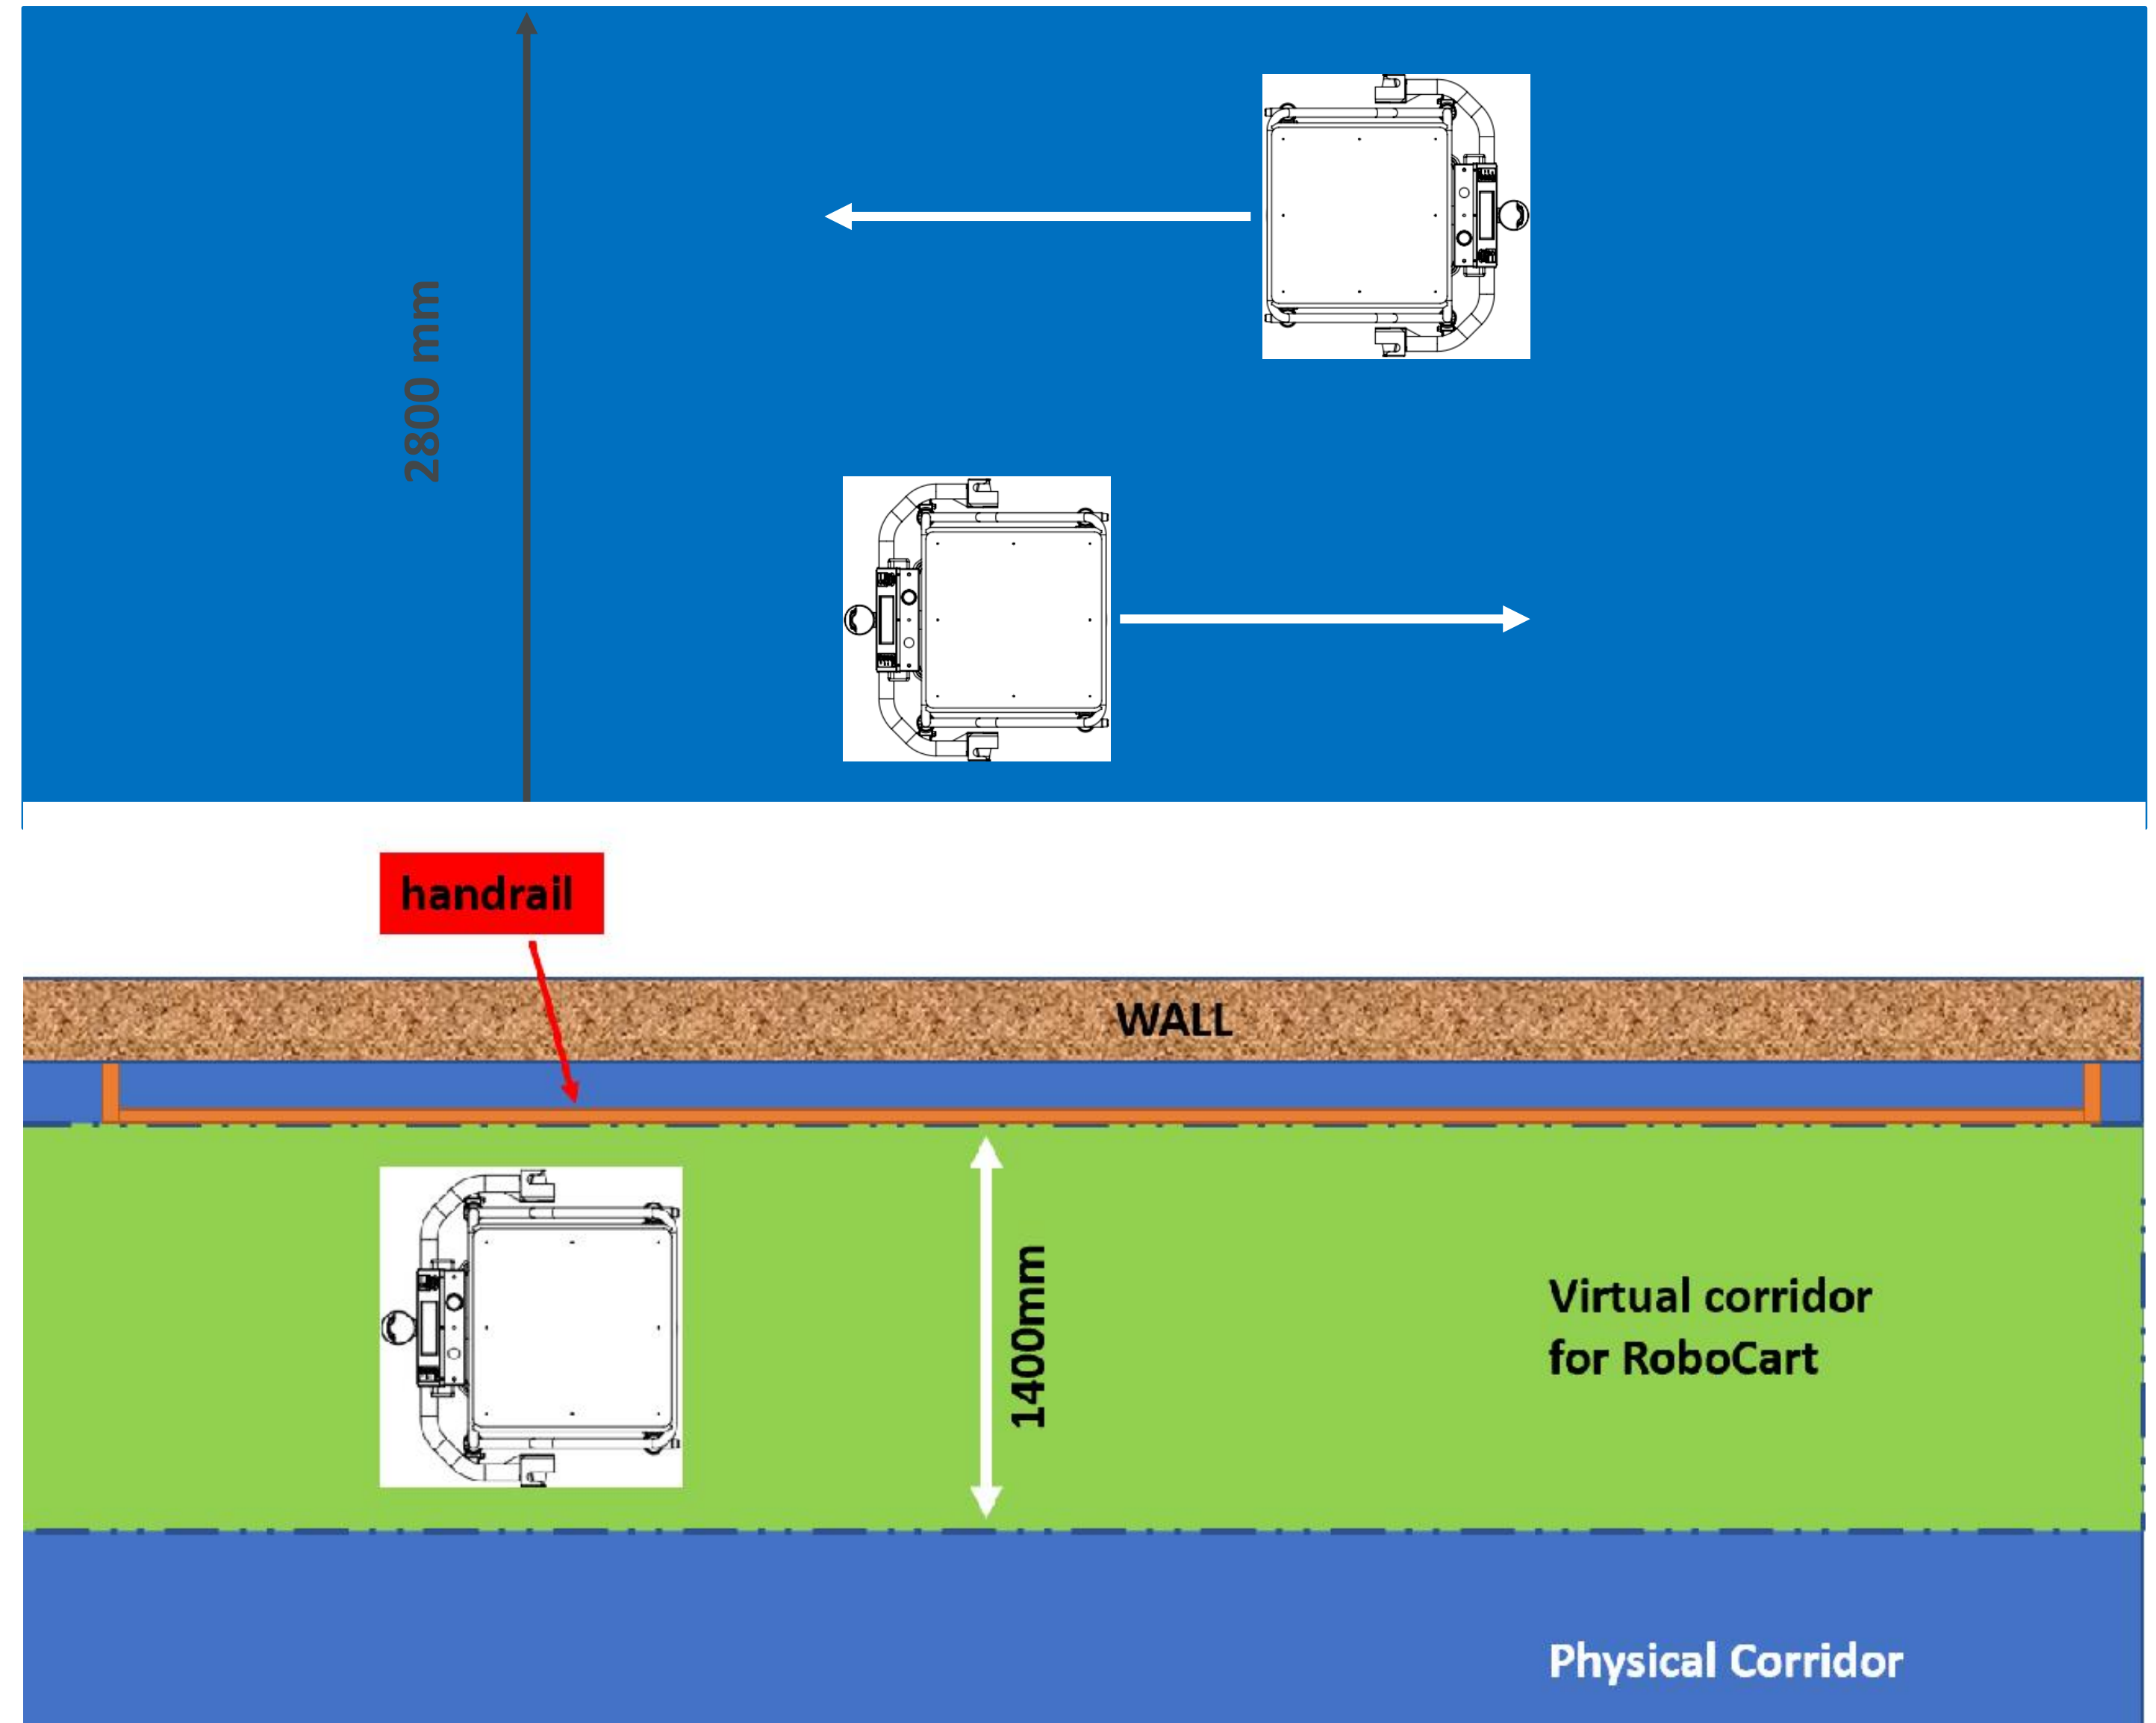 2800 mm
handrail
WALL
1400mm
Virtual corridor
for RoboCart
Physical Corridor